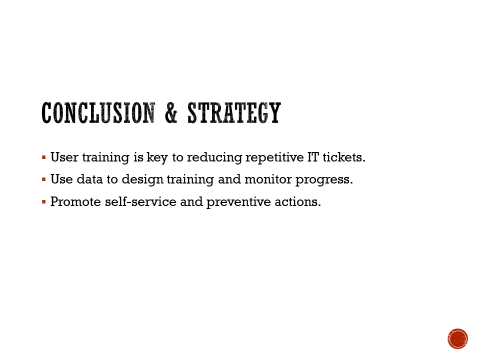 CONCLUSION & STRATEGY
▪ User training is key to reducing repetitive IT tickets.
▪ Use data to design training and monitor progress.
▪ Promote self-service and preventive actions.